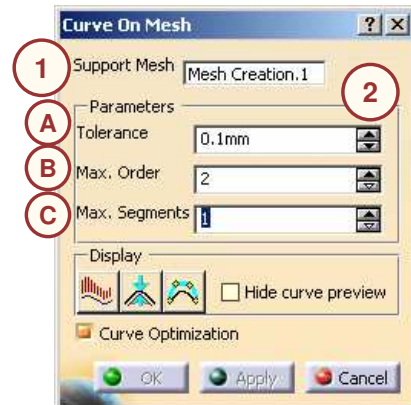 Curve On Mesh ? ×
1 Support Mesh Mesh Creation.1
2
Parameters
A Tolerance 0.1mm
B Max. Order 2
C Max. Segments 1
Display
Hide curve preview
Curve Optimization
OK Apply Cancel